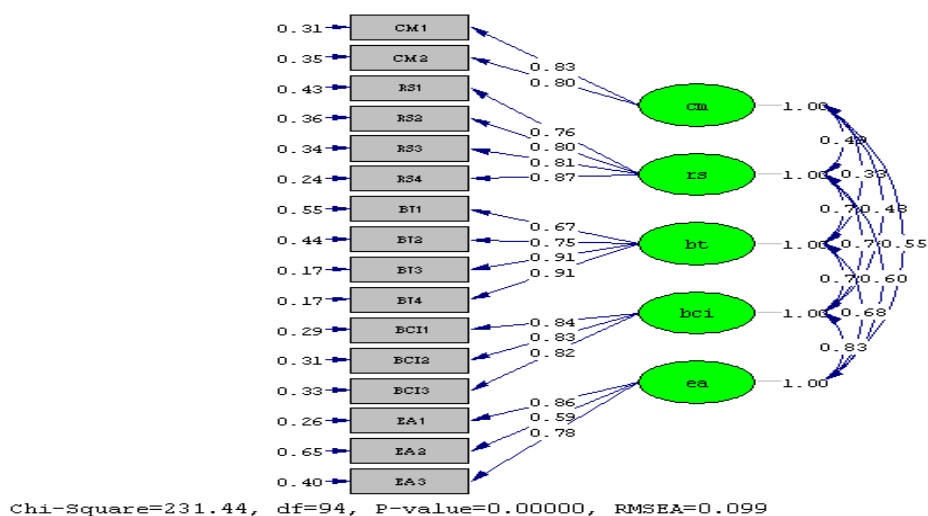 0.31 CM1
0.35 CM2
0.43 RS1
0.36 RS2
0.34 RS3
0.24 RS4
0.55 BT1
0.44 BT2
0.17 BT3
0.17 BT4
0.29 BCI1
0.31 BCI2
0.33 BCI3
0.26 EA1
0.65 EA2
0.40 EA3
0.83
0.80
0.76
0.80
0.81
0.87
0.67
0.75
0.91
0.91
0.84
0.83
0.82
0.86
0.59
0.78
cm 1.00
rs 1.00
bt 1.00
bci 1.00
ea 1.00
0.49
0.33
0.48
0.55
0.60
0.68
0.83
Chi-Square=231.44, df=94, P-value=0.00000, RMSEA=0.099